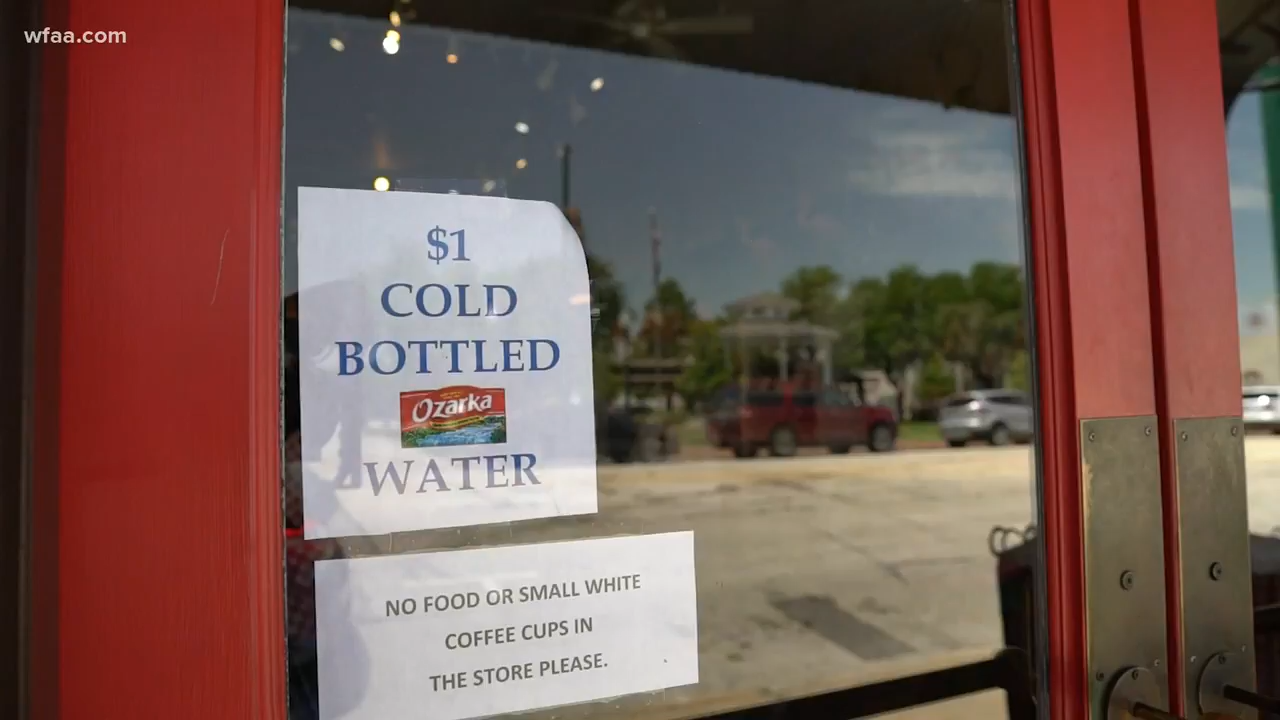 wfaa.com
$1
COLD
BOTTLED
Ozarka
WATER
NO FOOD OR SMALL WHITE
COFFEE CUPS IN
THE STORE PLEASE.